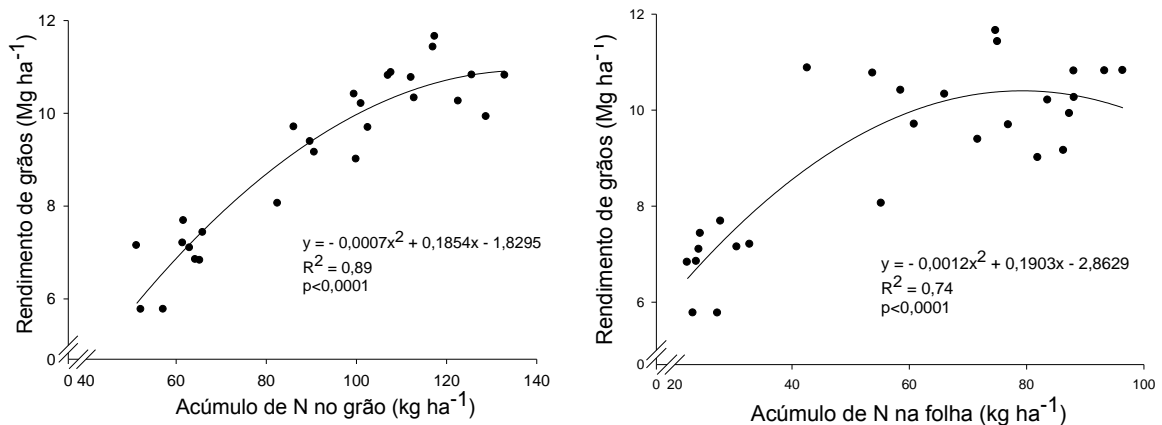 Rendimento de grãos (Mg ha-1)
12
10
8
6
0
0 40 60 80 100 120 140
Acúmulo de N no grão (kg ha-1)
y = - 0,0007x2 + 0,1854x - 1,8295
R2 = 0,89
p<0,0001
Rendimento de grãos (Mg ha-1)
12
10
8
6
0
0 20 40 60 80 100
Acúmulo de N na folha (kg ha-1)
y = - 0,0012x2 + 0,1903x - 2,8629
R2 = 0,74
p<0,0001